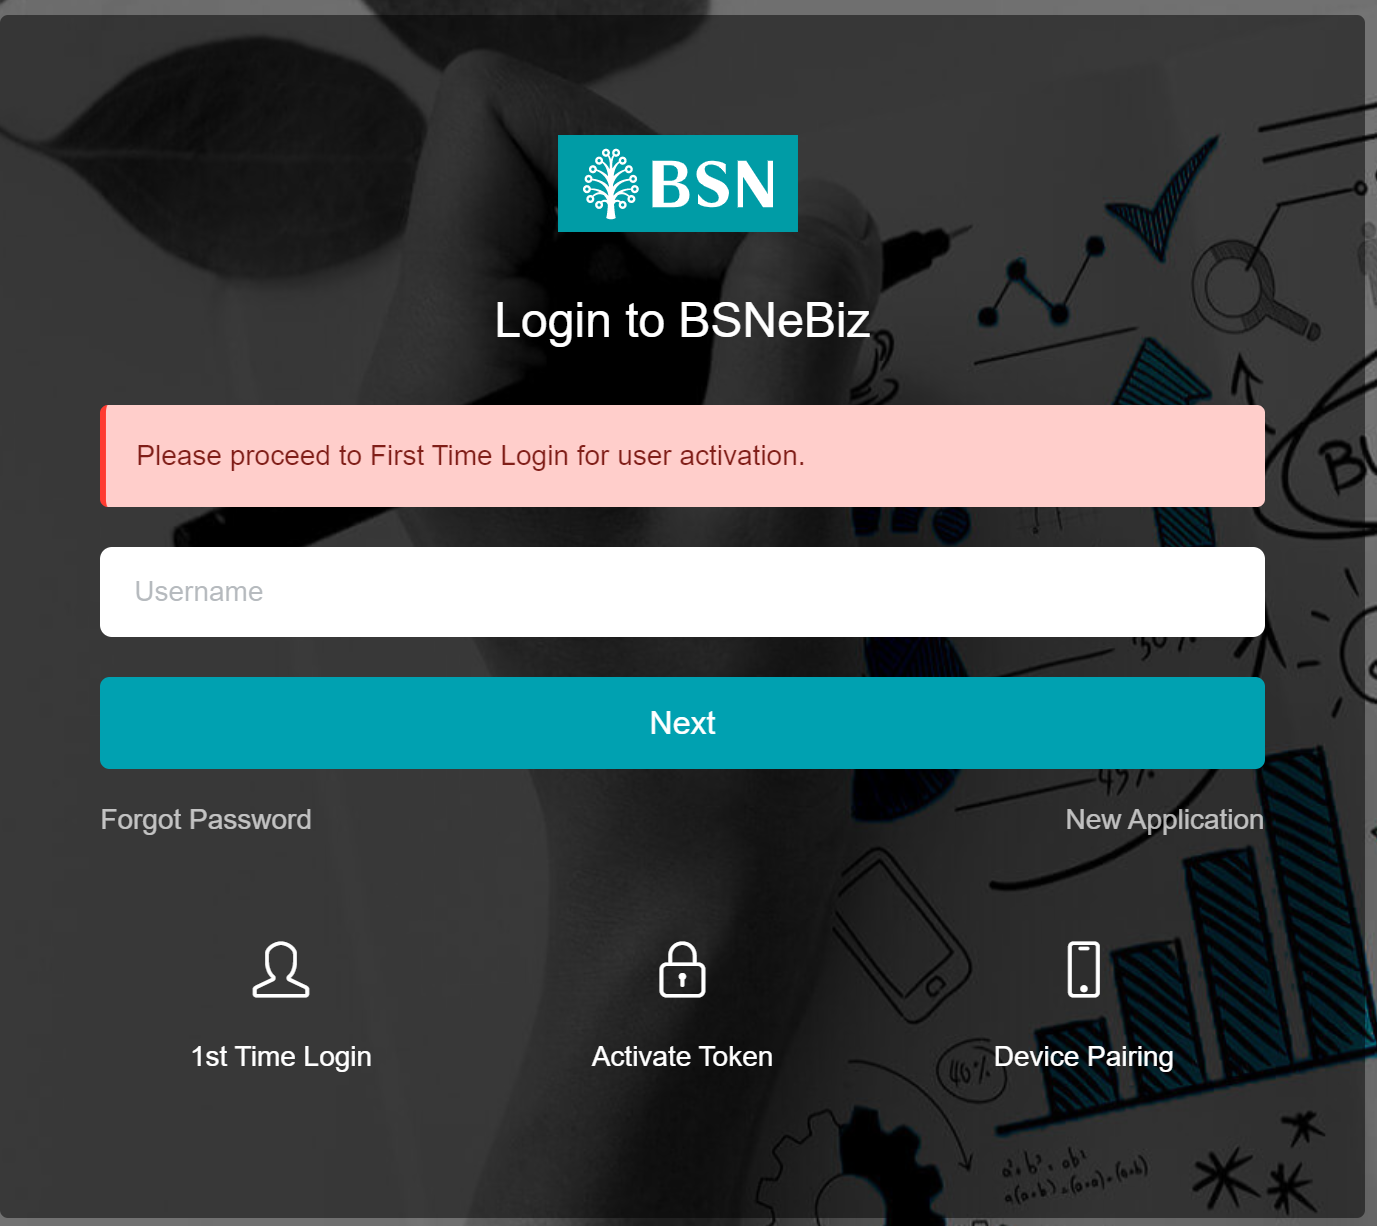 BSN
Login to BSNeBiz
Please proceed to First Time Login for user activation.
Username
Next
Forgot Password
New Application
1st Time Login
Activate Token
Device Pairing
40%